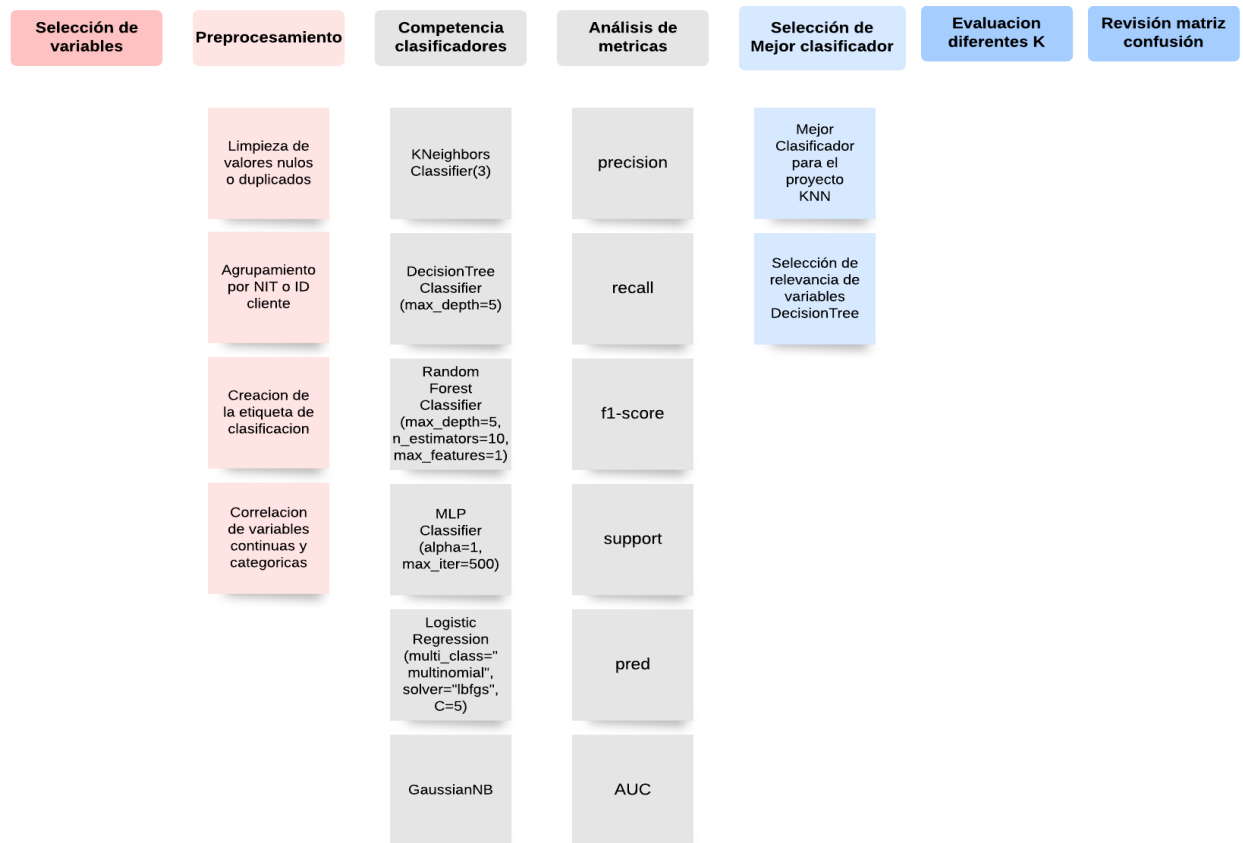 Selección de
variables
Preprocesamiento
Competencia
clasificadores
Análisis de
metricas
Selección de
Mejor clasificador
Evaluacion
diferentes K
Revisión matriz
confusión
Limpieza de
valores nulos
o duplicados
Agrupamiento
por NIT o ID
cliente
Creacion de
la etiqueta de
clasificacion
Correlacion
de variables
continuas y
categoricas
KNeighbors
Classifier(3)
DecisionTree
Classifier
(max_depth=5)
Random
Forest
Classifier
(max_depth=5,
n_estimators=10,
max_features=1)
MLP
Classifier
(alpha=1,
max_iter=500)
Logistic
Regression
(multi_class="
multinomial",
solver="lbfgs",
C=5)
GaussianNB
precision
recall
f1-score
support
pred
AUC
Mejor
Clasificador
para el
proyecto
KNN
Selección de
relevancia de
variables
DecisionTree